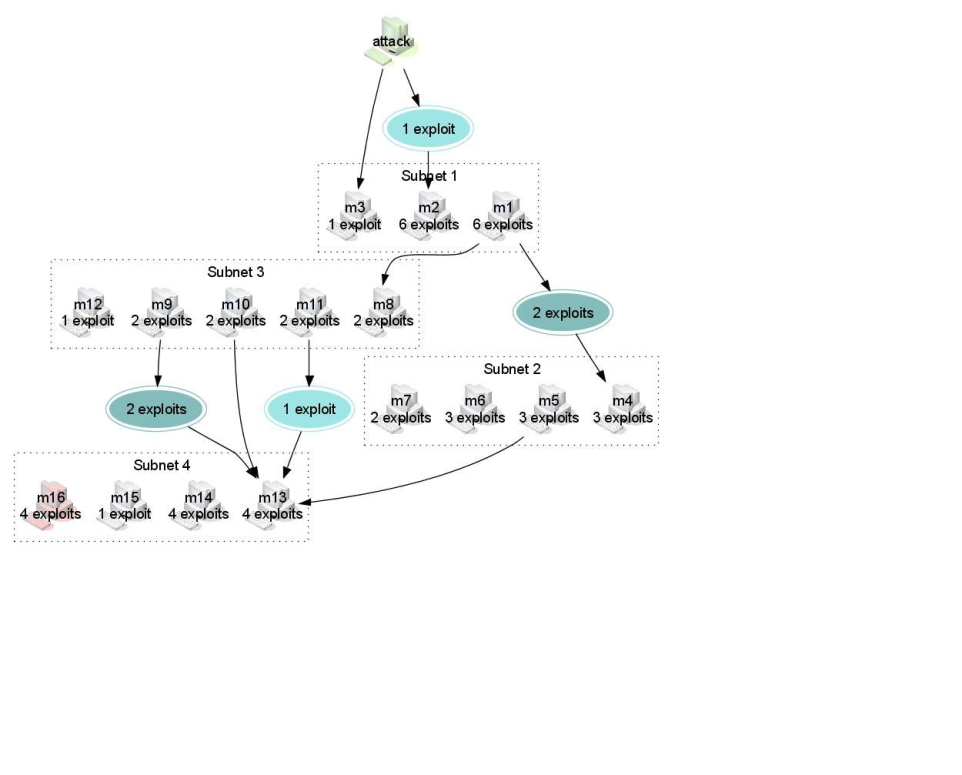 attack
1 exploit
Subnet 1
m3
1 exploit
m2
6 exploits
m1
6 exploits
Subnet 3
m12
1 exploit
m9
2 exploits
m10
2 exploits
m11
2 exploits
m8
2 exploits
2 exploits
Subnet 2
m7
2 exploits
m6
3 exploits
m5
3 exploits
m4
3 exploits
2 exploits
1 exploit
Subnet 4
m16
4 exploits
m15
1 exploit
m14
4 exploits
m13
4 exploits